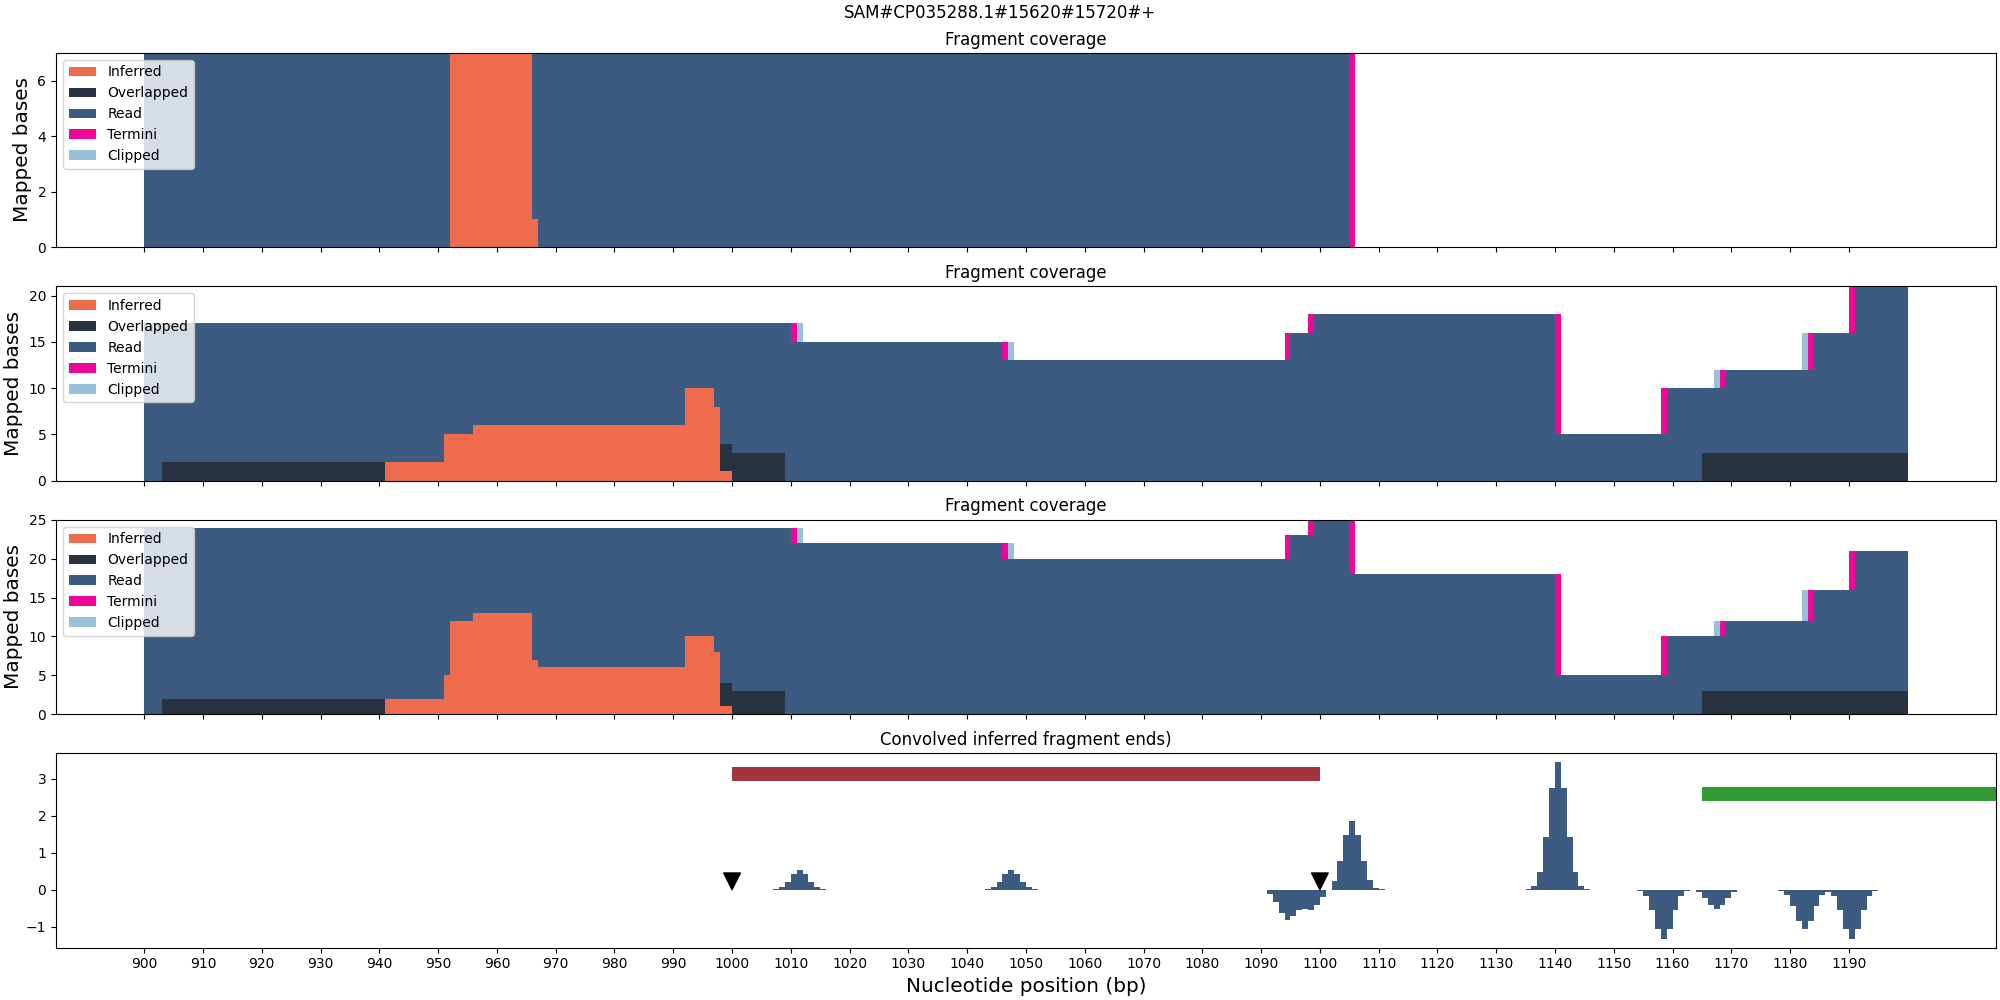 SAM#CP035288.1#15620#15720#+
Fragment coverage
Mapped bases
6
4
2
0
Inferred
Overlapped
Read
Termini
Clipped
Fragment coverage
Mapped bases
20
15
10
5
0
Inferred
Overlapped
Read
Termini
Clipped
Fragment coverage
Mapped bases
25
20
15
10
5
0
Inferred
Overlapped
Read
Termini
Clipped
Convolved inferred fragment ends)
3
2
1
0
−1
900 910 920 930 940 950 960 970 980 990 1000 1010 1020 1030 1040 1050 1060 1070 1080 1090 1100 1110 1120 1130 1140 1150 1160 1170 1180 1190
Nucleotide position (bp)